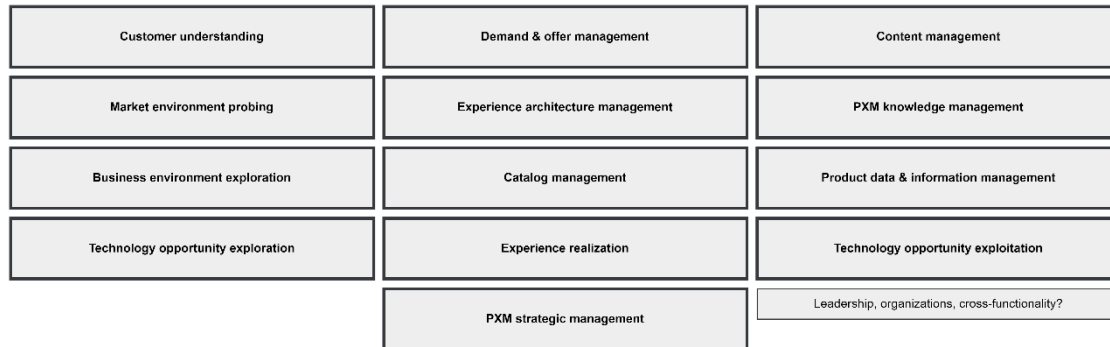 Customer understanding
Demand & offer management
Content management
Market environment probing
Experience architecture management
PXM knowledge management
Business environment exploration
Catalog management
Product data & information management
Technology opportunity exploration
Experience realization
Technology opportunity exploitation
PXM strategic management
Leadership, organizations, cross-functionality?